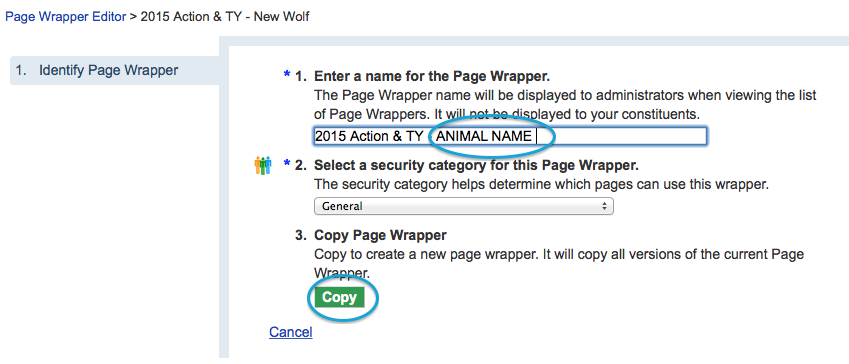 Page Wrapper Editor > 2015 Action & TY - New Wolf
1. Identify Page Wrapper
* 1. Enter a name for the Page Wrapper.
The Page Wrapper name will be displayed to administrators when viewing the list
of Page Wrappers. It will not be displayed to your constituents.
2015 Action & TY - ANIMAL NAME
* 2. Select a security category for this Page Wrapper.
The security category helps determine which pages can use this wrapper.
General
3. Copy Page Wrapper
Copy to create a new page wrapper. It will copy all versions of the current Page
Wrapper.
Copy
Cancel